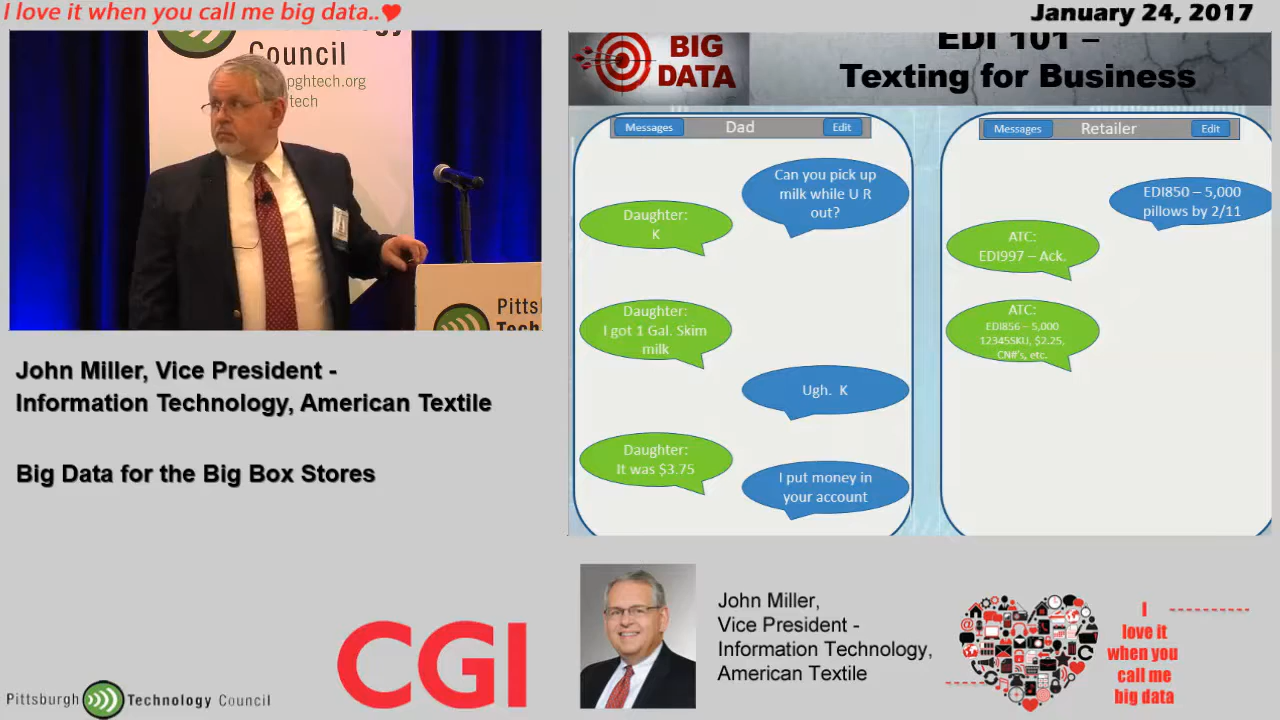 I love it when you call me big data..
January 24, 2017
Council
pghtech.org
tech
Pitts
Tech
BIG
DATA
EDI 101 –
Texting for Business
Messages
Dad
Edit
Can you pick up
milk while U R
out?
Daughter:
K
Daughter:
I got 1 Gal. Skim
milk
Ugh. K
Daughter:
It was $3.75
I put money in
your account
Messages
Retailer
Edit
EDI850 – 5,000
pillows by 2/11
ATC:
EDI997 – Ack.
ATC:
EDI856 – 5,000
12345SKU, $2.25,
CN#'s, etc.
John Miller, Vice President -
Information Technology, American Textile
Big Data for the Big Box Stores
Pittsburgh Technology Council
CGI
John Miller,
Vice President -
Information Technology,
American Textile
I
love it
when you
call me
big data